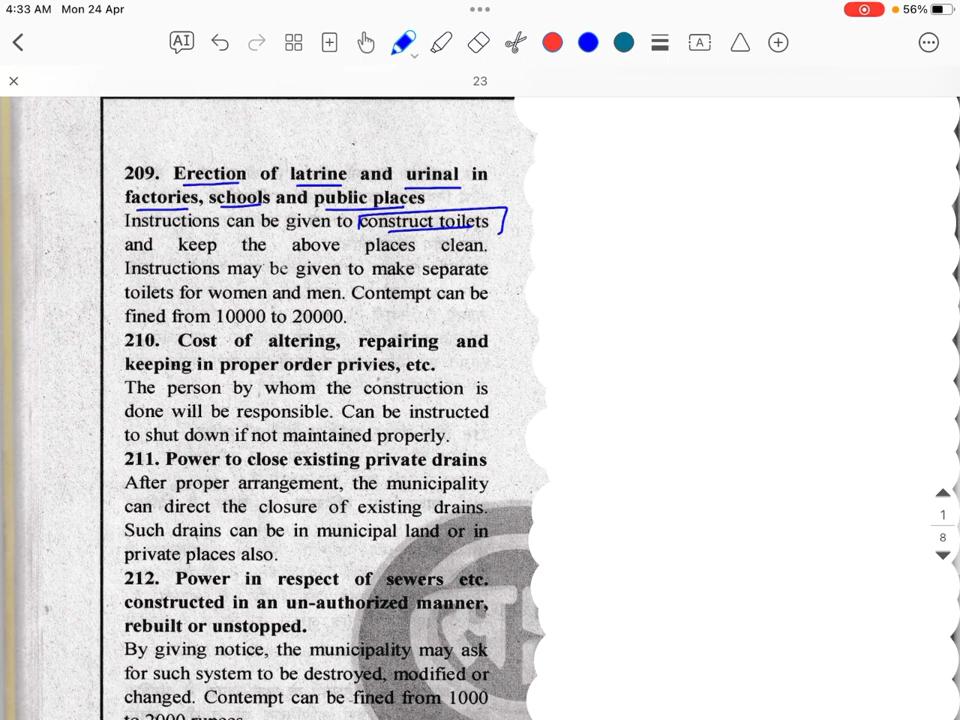 4:33 AM Mon 24 Apr
56%
AI
A
23
209. Erection of latrine and urinal in
factories, schools and public places
Instructions can be given to construct toilets
and keep the above places clean.
Instructions may be given to make separate
toilets for women and men. Contempt can be
fined from 10000 to 20000.
210. Cost of altering, repairing and
keeping in proper order privies, etc.
The person by whom the construction is
done will be responsible. Can be instructed
to shut down if not maintained properly.
211. Power to close existing private drains
After proper arrangement, the municipality
can direct the closure of existing drains.
Such drains can be in municipal land or in
private places also.
212. Power in respect of sewers etc.
constructed in an un-authorized manner,
rebuilt or unstopped.
By giving notice, the municipality may ask
for such system to be destroyed, modified or
changed. Contempt can be fined from 1000
to 2000 rupees.
1
8